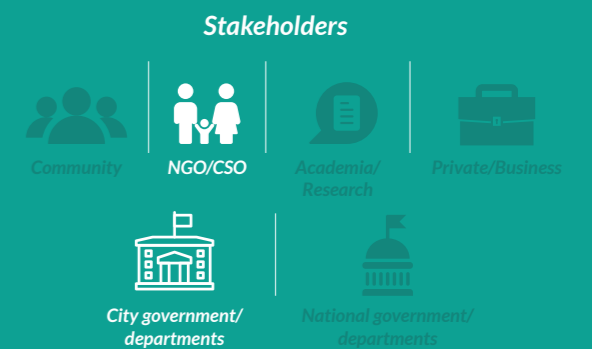 Stakeholders
Community
NGO/CSO
Academia/
Research
Private/Business
City government/
departments
National government/
departments